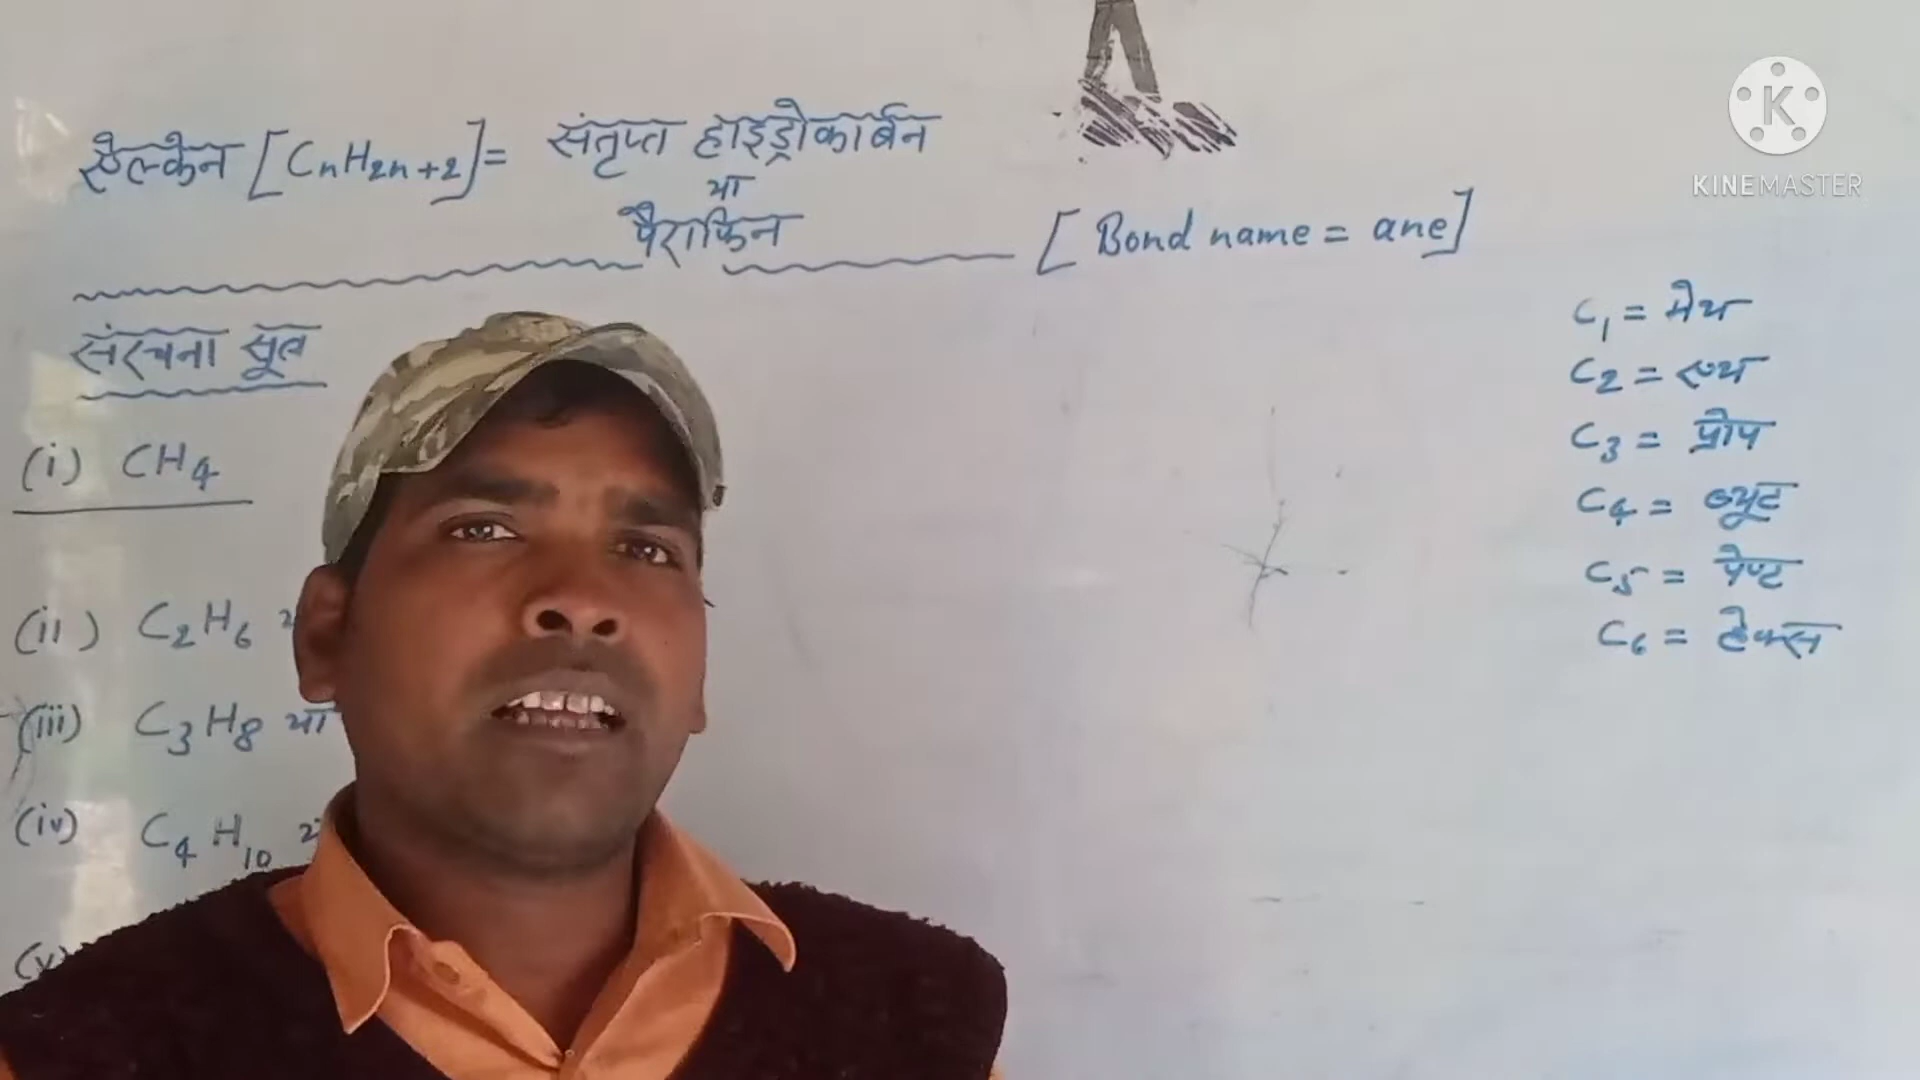 ऐल्केन [CnH2n+2] = संतृप्त हाइड्रोकार्बन
या
पैराफिन
[Bond name = ane]
संरचना सूत्र
(i) CH4
(ii) C2H6
(iii) C3H8 या
(iv) C4H10
(v)
C1 = मेथ
C2 = एथ
C3 = प्रोप
C4 = ब्यूट
C5 = पेण्ट
C6 = हेक्स
K
KINEMASTER